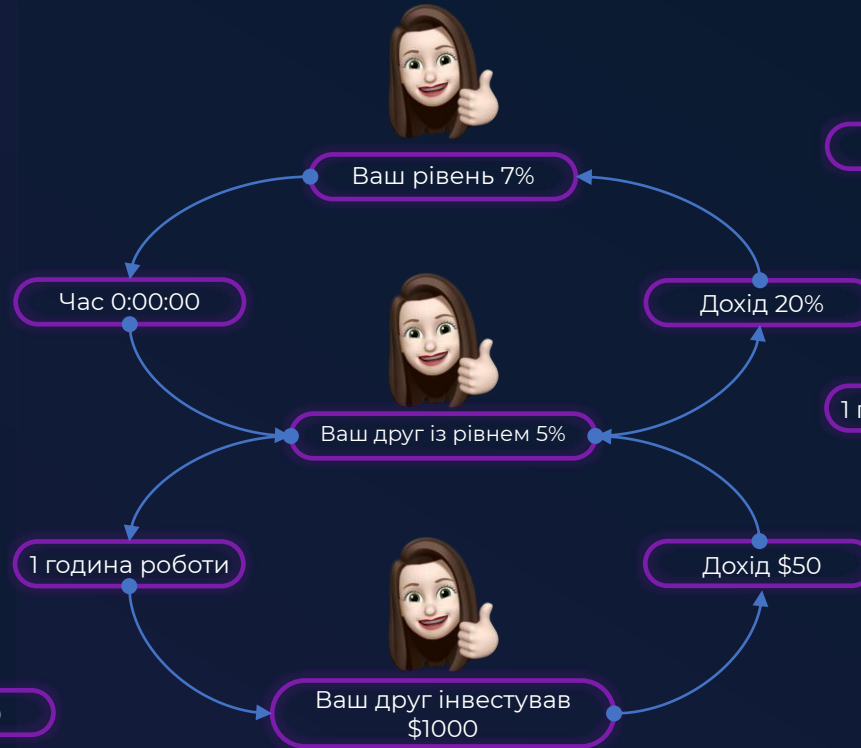 Ваш рівень 7%
Час 0:00:00
Дохід 20%
Ваш друг із рівнем 5%
1
1 година роботи
Дохід $50
Ваш друг інвестував
$1000